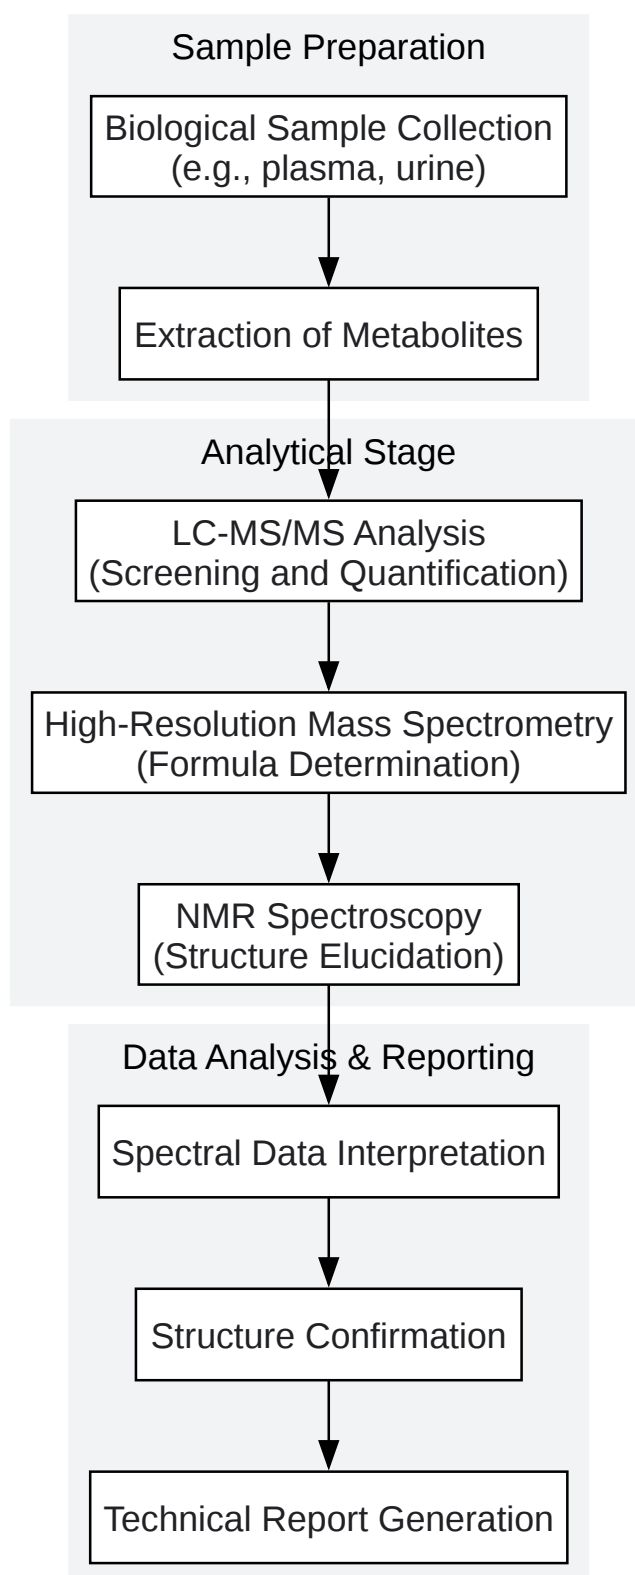 Sample Preparation
Biological Sample Collection
(e.g., plasma, urine)
Extraction of Metabolites
Analytical Stage
LC-MS/MS Analysis
(Screening and Quantification)
High-Resolution Mass Spectrometry
(Formula Determination)
NMR Spectroscopy
(Structure Elucidation)
Data Analysis & Reporting
Spectral Data Interpretation
Structure Confirmation
Technical Report Generation